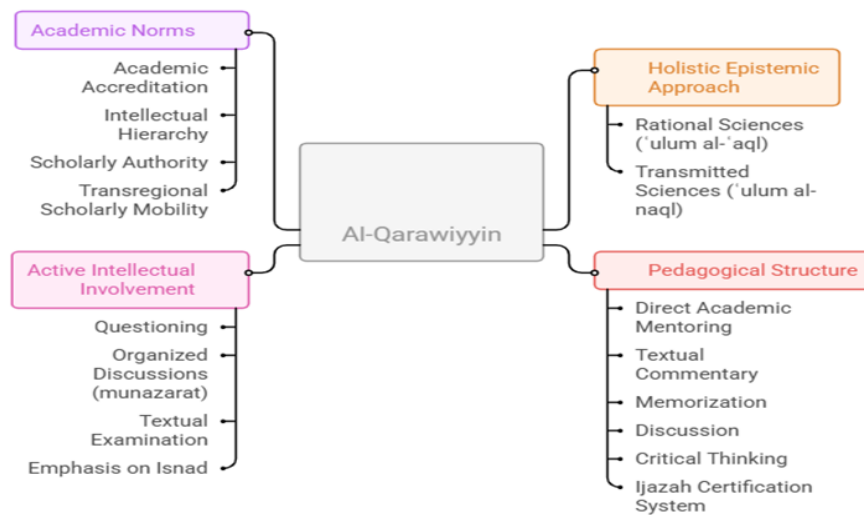 Academic Norms
Academic
Accreditation
Intellectual
Hierarchy
Scholarly Authority
Transregional
Scholarly Mobility
Active Intellectual
Involvement
Questioning
Organized
Discussions
(munazarat)
Textual
Examination
Emphasis on Isnad
Al-Qarawiyyin
Holistic Epistemic
Approach
Rational Sciences
(ʿulum al-ʿaql)
Transmitted
Sciences (ʿulum al-
naql)
Pedagogical Structure
Direct Academic
Mentoring
Textual
Commentary
Memorization
Discussion
Critical Thinking
Ijazah Certification
System